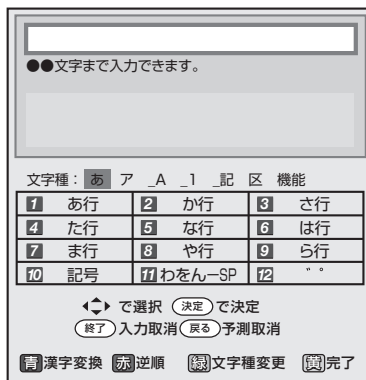 ●●文字まで入力できます。
文字種： あ ア _A _1 _記 区 機能
1 あ行 2 か行 3 さ行
4 た行 5 な行 6 は行
7 ま行 8 や行 9 ら行
10 記号 11 わをんーSP 12 ゛゜
で選択 決定 で決定
終了 入力取消 戻る 予測取消
青 漢字変換 赤 逆順 緑 文字種変更 黄 完了